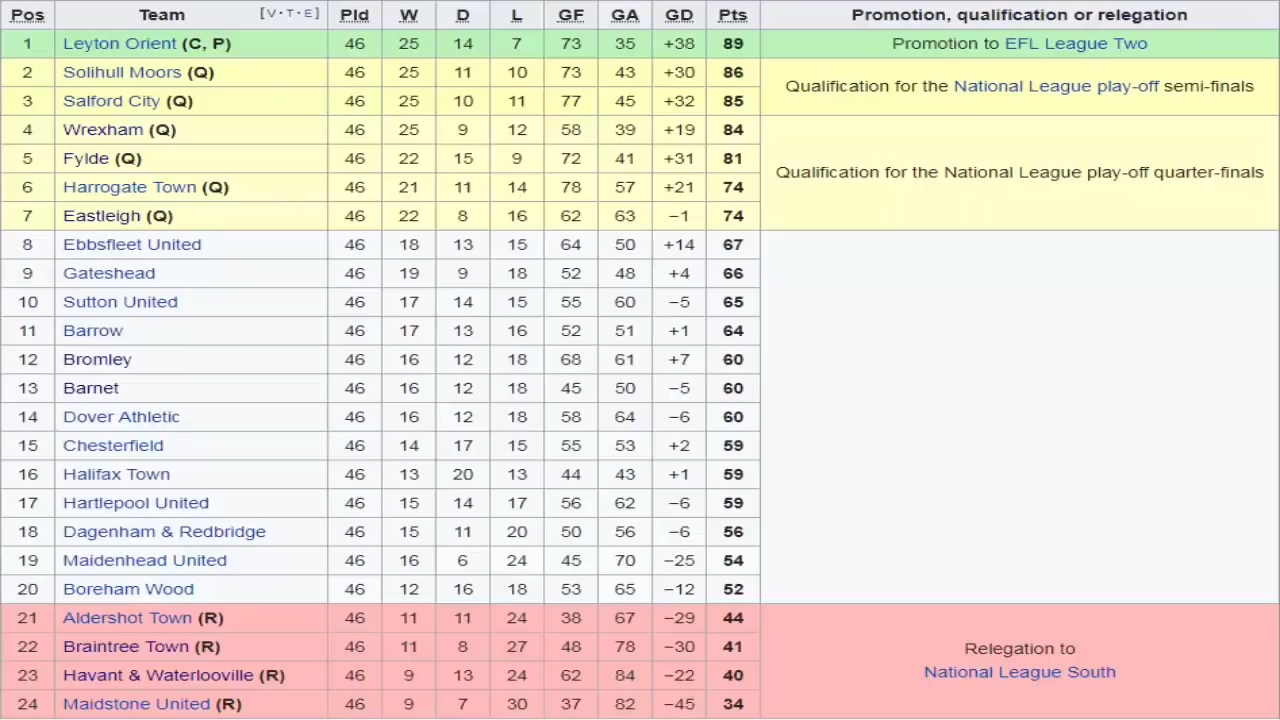 Pos Team [V·T·E] Pld W D L GF GA GD Pts Promotion, qualification or relegation
1 Leyton Orient (C, P) 46 25 14 7 73 35 +38 89 Promotion to EFL League Two
2 Solihull Moors (Q) 46 25 11 10 73 43 +30 86 Qualification for the National League play-off semi-finals
3 Salford City (Q) 46 25 10 11 77 45 +32 85
4 Wrexham (Q) 46 25 9 12 58 39 +19 84 Qualification for the National League play-off quarter-finals
5 Fylde (Q) 46 22 15 9 72 41 +31 81
6 Harrogate Town (Q) 46 21 11 14 78 57 +21 74
7 Eastleigh (Q) 46 22 8 16 62 63 −1 74
8 Ebbsfleet United 46 18 13 15 64 50 +14 67
9 Gateshead 46 19 9 18 52 48 +4 66
10 Sutton United 46 17 14 15 55 60 −5 65
11 Barrow 46 17 13 16 52 51 +1 64
12 Bromley 46 16 12 18 68 61 +7 60
13 Barnet 46 16 12 18 45 50 −5 60
14 Dover Athletic 46 16 12 18 58 64 −6 60
15 Chesterfield 46 14 17 15 55 53 +2 59
16 Halifax Town 46 13 20 13 44 43 +1 59
17 Hartlepool United 46 15 14 17 56 62 −6 59
18 Dagenham & Redbridge 46 15 11 20 50 56 −6 56
19 Maidenhead United 46 16 6 24 45 70 −25 54
20 Boreham Wood 46 12 16 18 53 65 −12 52
21 Aldershot Town (R) 46 11 11 24 38 67 −29 44 Relegation to
National League South
22 Braintree Town (R) 46 11 8 27 48 78 −30 41
23 Havant & Waterlooville (R) 46 9 13 24 62 84 −22 40
24 Maidstone United (R) 46 9 7 30 37 82 −45 34